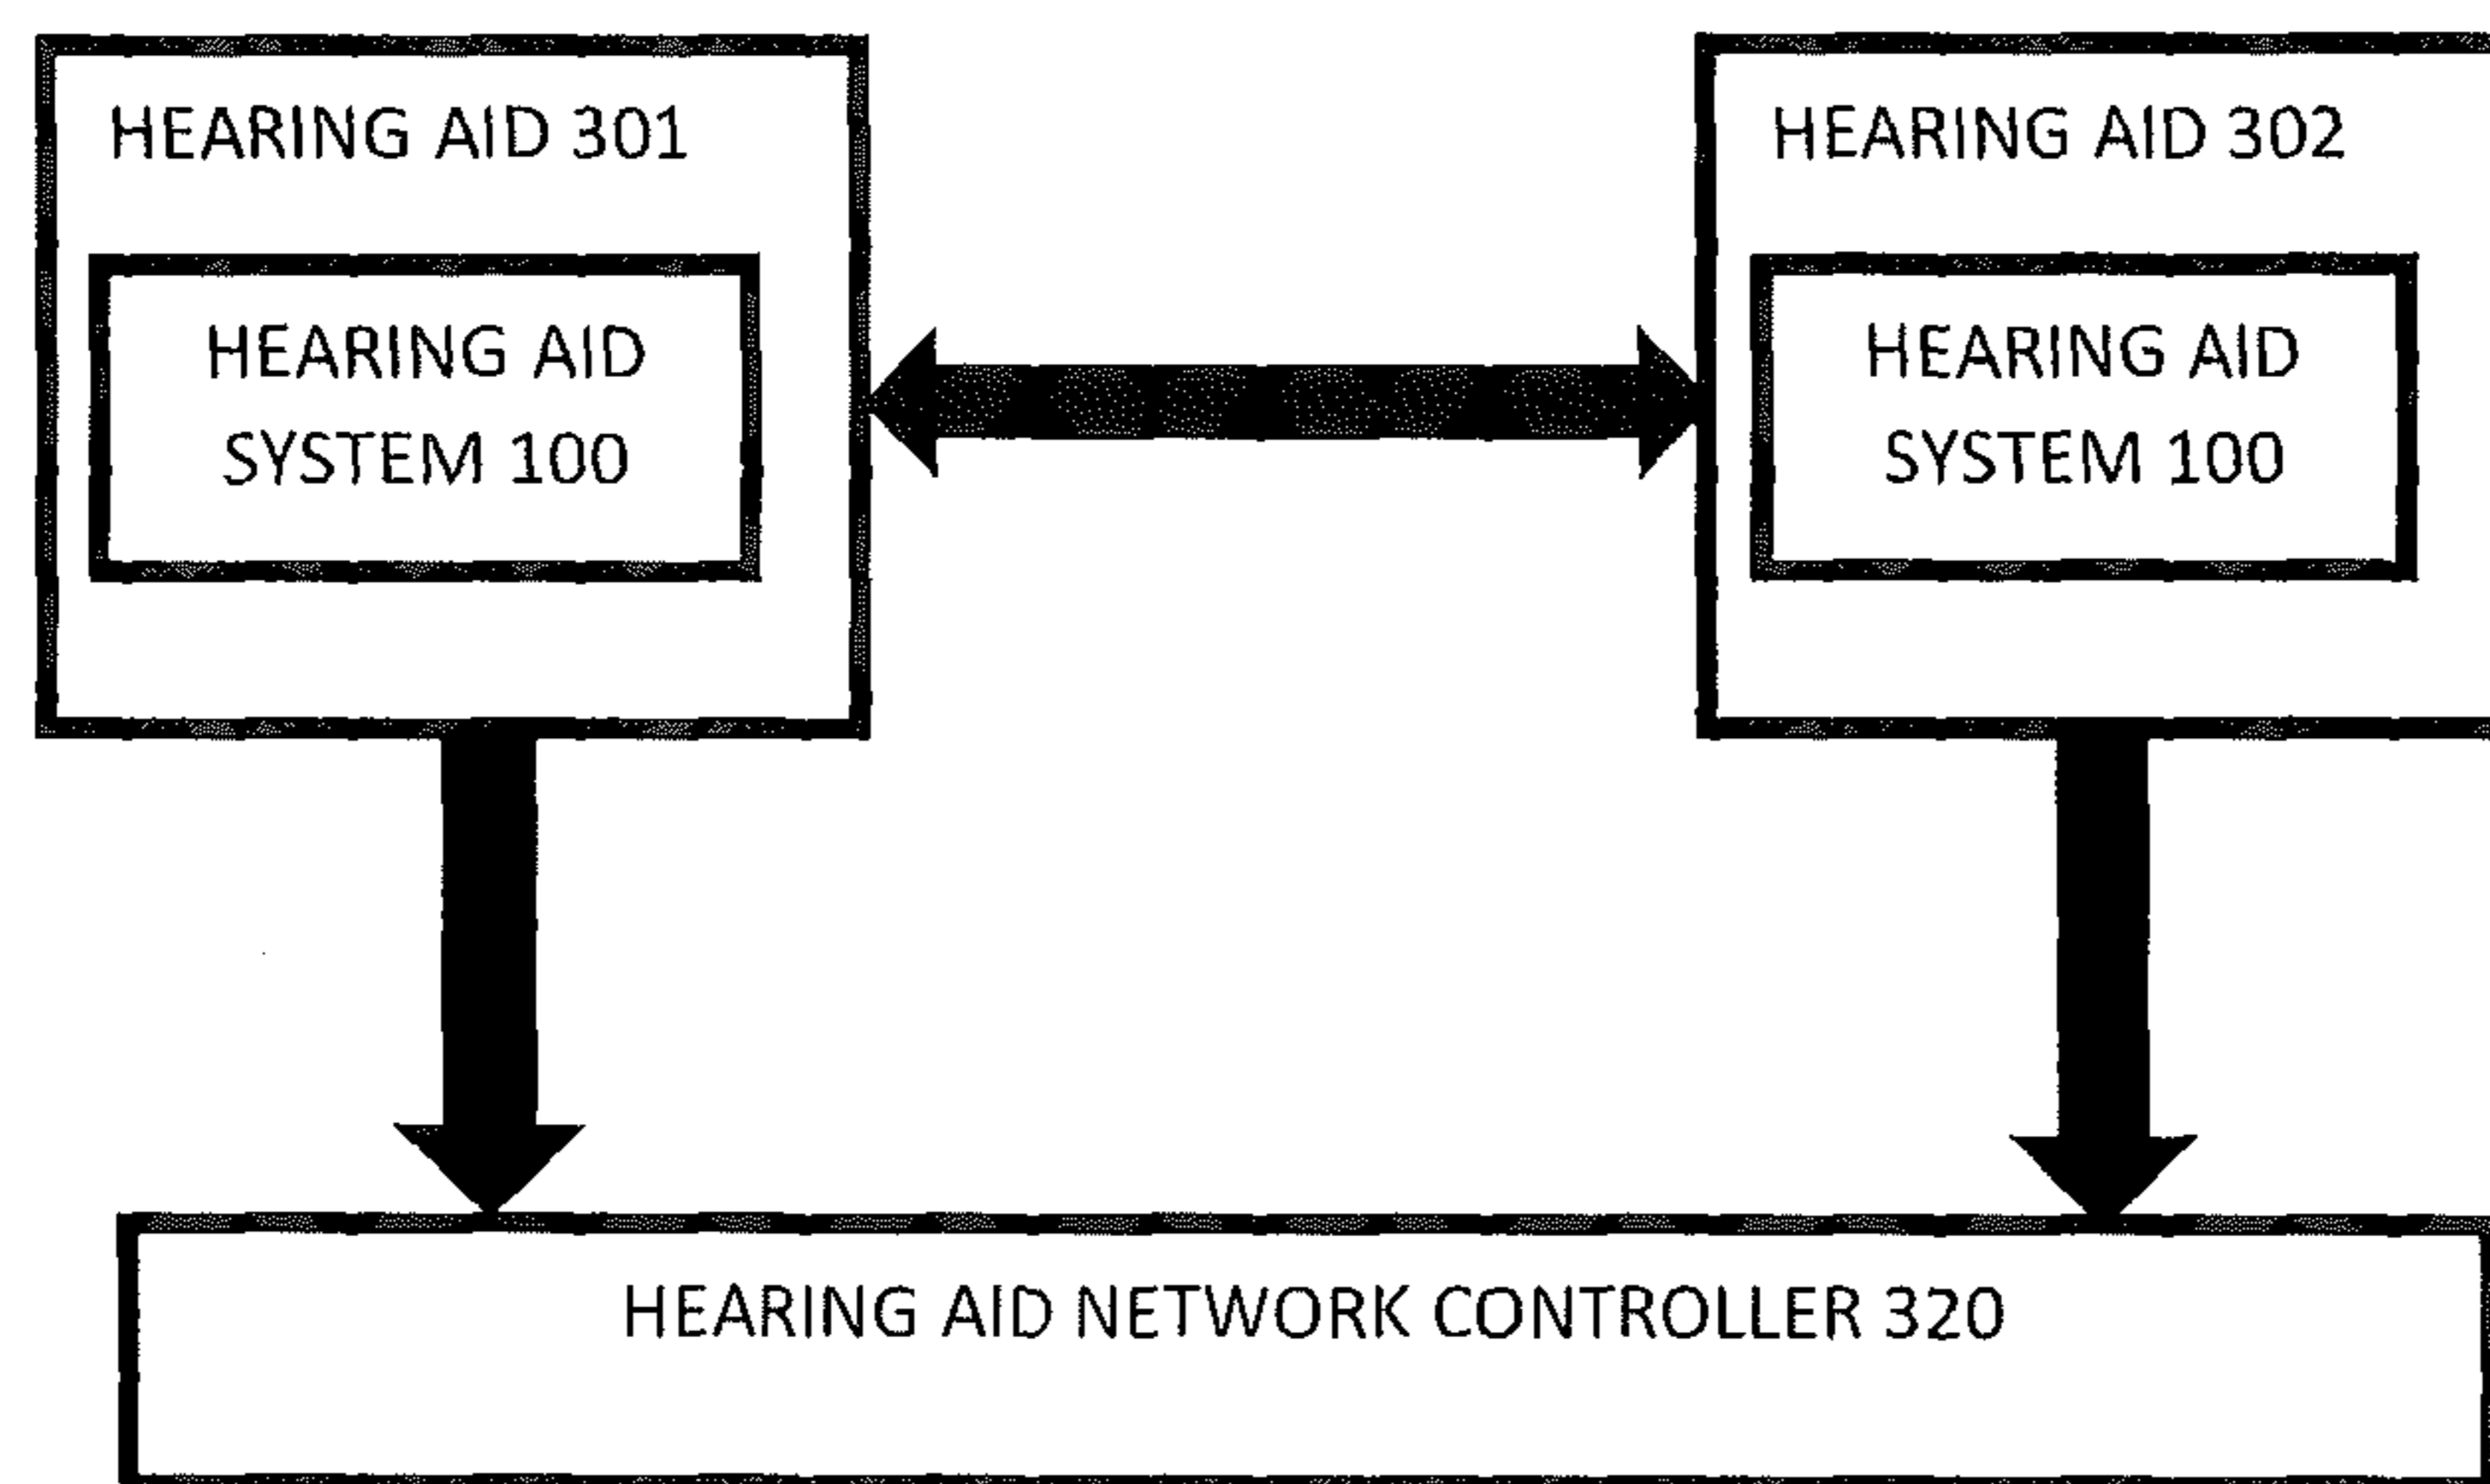 HEARING AID 301
HEARING AID
SYSTEM 100
HEARING AID 302
HEARING AID
SYSTEM 100
HEARING AID NETWORK CONTROLLER 320